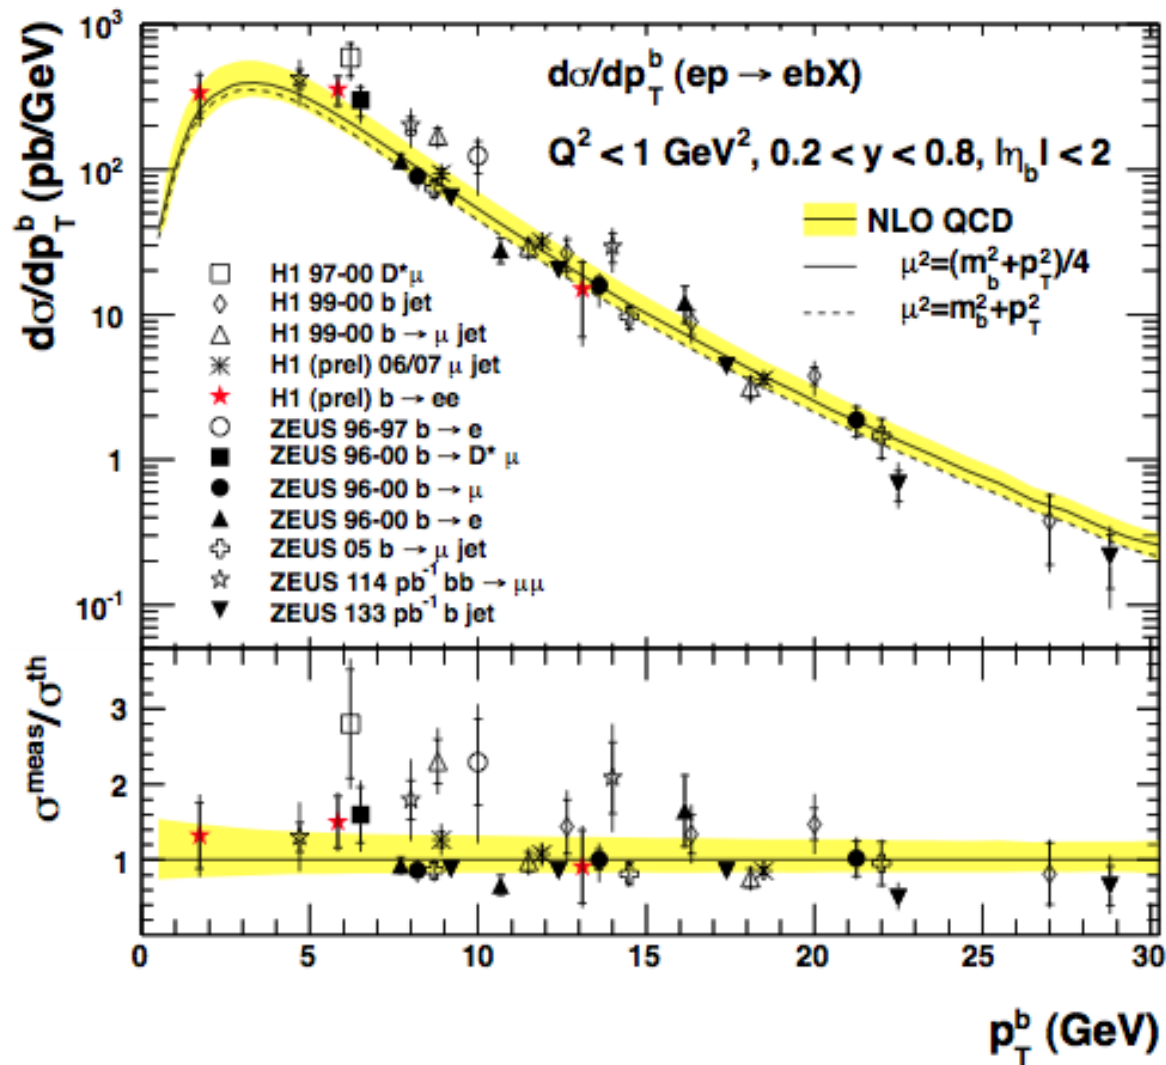 dσ/dp_T^b (pb/GeV)
10³
10²
10
1
10⁻¹
dσ/dp_T^b (ep → ebX)
Q² < 1 GeV², 0.2 < y < 0.8, |η_b| < 2
NLO QCD
μ²=(m_b²+p_T²)/4
μ²=m_b²+p_T²
H1 97-00 D*μ
H1 99-00 b jet
H1 99-00 b → μ jet
H1 (prel) 06/07 μ jet
H1 (prel) b → ee
ZEUS 96-97 b → e
ZEUS 96-00 b → D* μ
ZEUS 96-00 b → μ
ZEUS 96-00 b → e
ZEUS 05 b → μ jet
ZEUS 114 pb⁻¹ bb → μμ
ZEUS 133 pb⁻¹ b jet
σ^meas/σ^th
3
2
1
0 5 10 15 20 25 30
p_T^b (GeV)